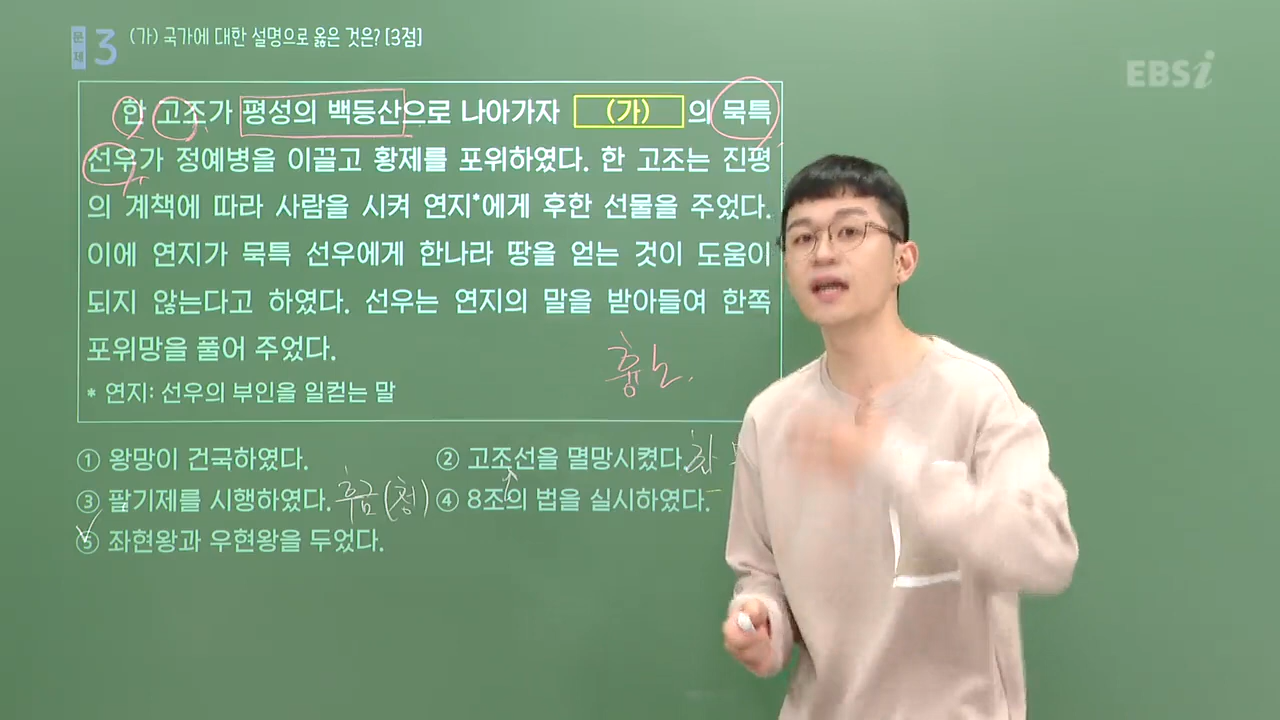 문제 3 (가) 국가에 대한 설명으로 옳은 것은? [3점]
EBSi
한 고조가 평성의 백등산으로 나아가자 (가) 의 묵특
선우가 정예병을 이끌고 황제를 포위하였다. 한 고조는 진평
의 계책에 따라 사람을 시켜 연지*에게 후한 선물을 주었다.
이에 연지가 묵특 선우에게 한나라 땅을 얻는 것이 도움이
되지 않는다고 하였다. 선우는 연지의 말을 받아들여 한쪽
포위망을 풀어 주었다.
흉노.
* 연지: 선우의 부인을 일컫는 말
① 왕망이 건국하였다. ② 고조선을 멸망시켰다. 한
③ 팔기제를 시행하였다. 후금(청) ④ 8조의 법을 실시하였다.
⑤ 좌현왕과 우현왕을 두었다.